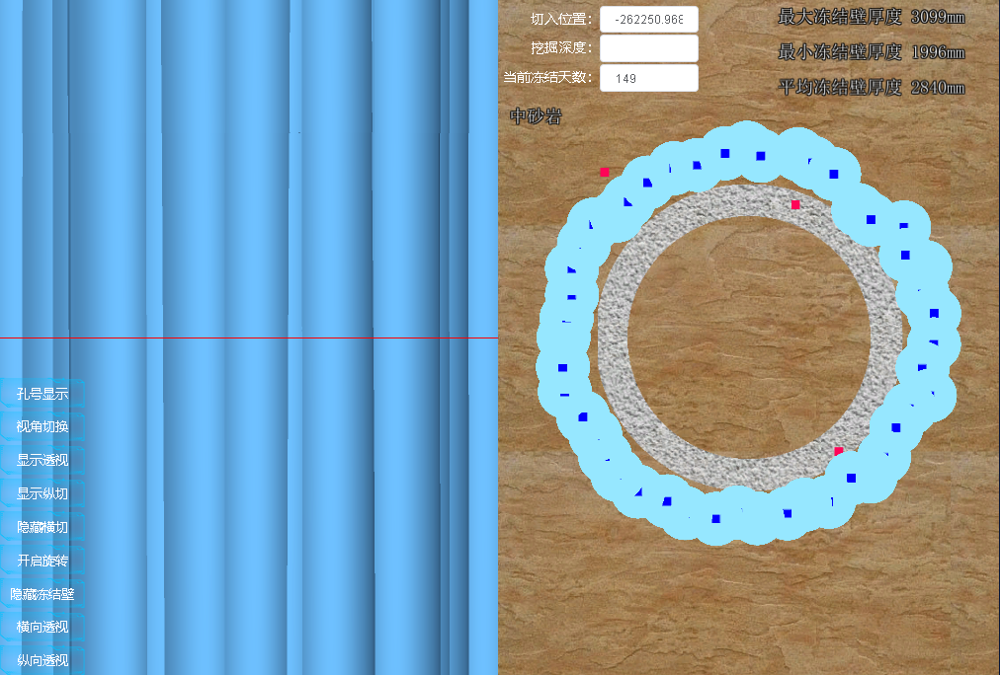 切入位置： -262250.968
挖掘深度：
当前冻结天数： 149
最大冻结壁厚度 3099mm
最小冻结壁厚度 1996mm
平均冻结壁厚度 2840mm
中砂岩
孔号显示
视角切换
显示透视
显示纵切
隐藏横切
开启旋转
隐藏冻结壁
横向透视
纵向透视